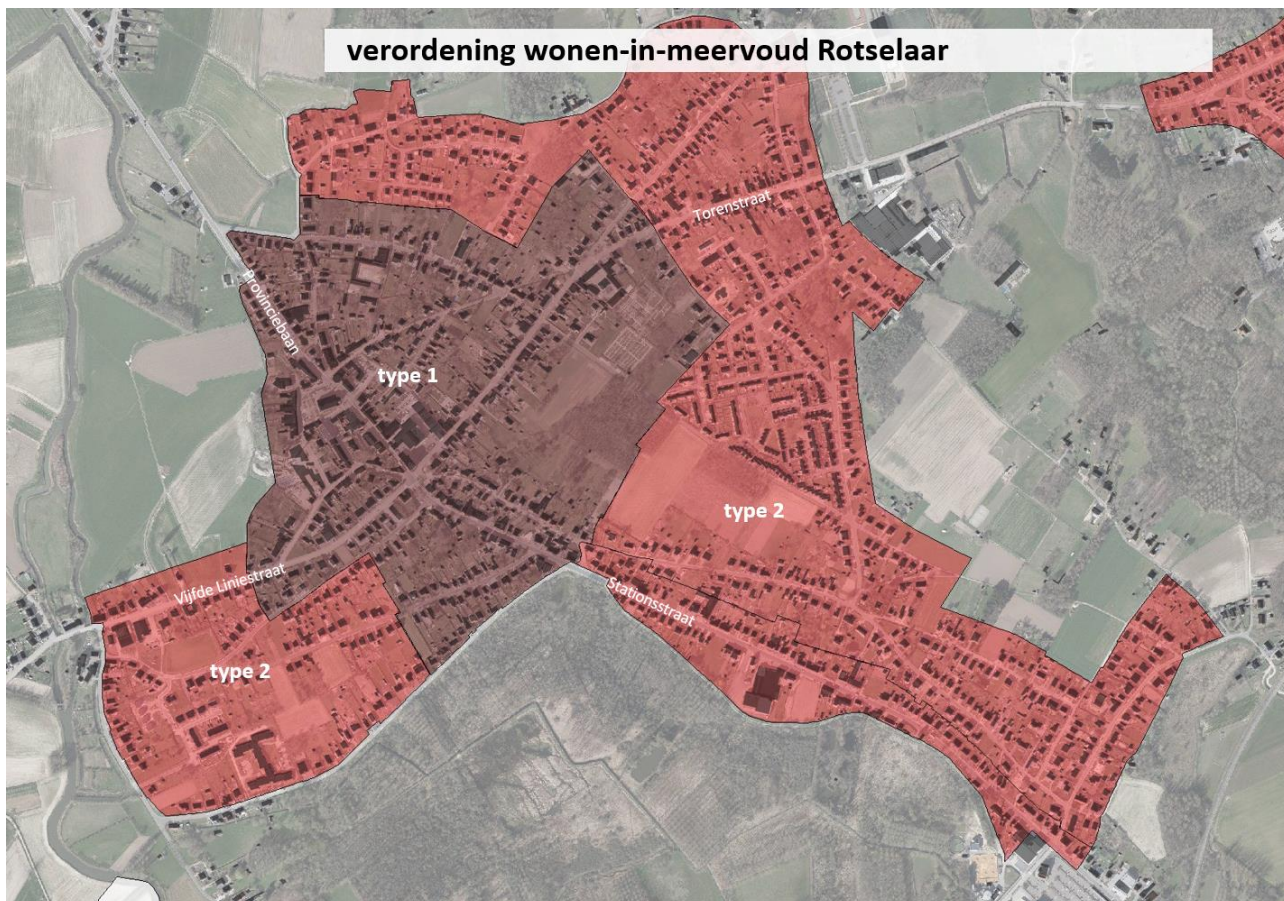 verordening wonen-in-meervoud Rotselaar
Torenstraat
Provinciebaan
type 1
type 2
Vijfde Liniestraat
Stationsstraat
type 2